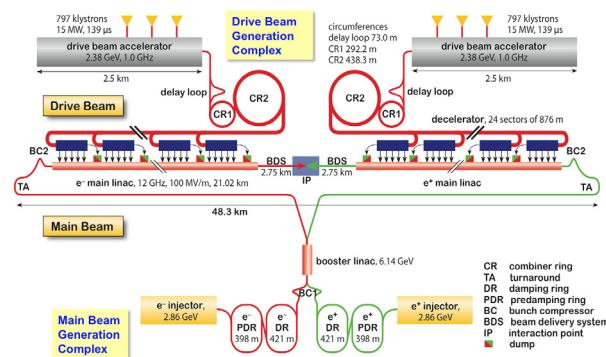 797 klystrons
15 MW, 139 µs
drive beam accelerator
2.38 GeV, 1.0 GHz
2.5 km
Drive Beam
Generation
Complex
circumferences
delay loop 73.0 m
CR1 292.2 m
CR2 438.3 m
797 klystrons
15 MW, 139 µs
drive beam accelerator
2.38 GeV, 1.0 GHz
2.5 km
delay loop
CR1
CR2
CR2
CR1
delay loop
Drive Beam
decelerator, 24 sectors of 876 m
BC2
BDS
2.75 km
IP
BDS
2.75 km
BC2
TA
e⁻ main linac, 12 GHz, 100 MV/m, 21.02 km
e⁺ main linac
TA
48.3 km
Main Beam
booster linac, 6.14 GeV
BC1
Main Beam
Generation
Complex
e⁻ injector,
2.86 GeV
e⁻
PDR
398 m
e⁻
DR
421 m
e⁺
DR
421 m
e⁺
PDR
398 m
e⁺ injector,
2.86 GeV
CR combiner ring
TA turnaround
DR damping ring
PDR predamping ring
BC bunch compressor
BDS beam delivery system
IP interaction point
dump